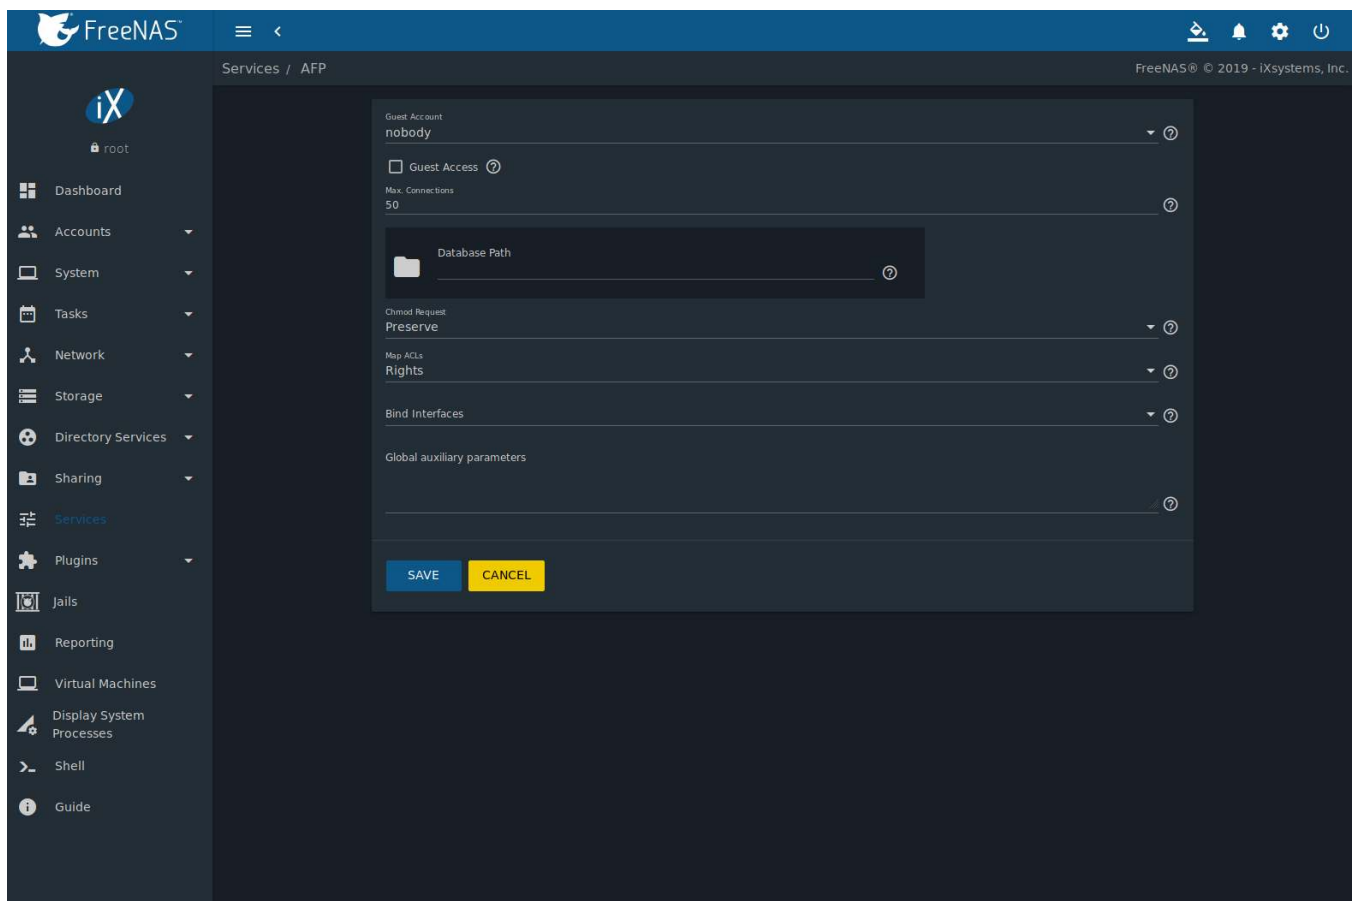 FreeNAS™
Services / AFP
FreeNAS® © 2019 - iXsystems, Inc.
iX
root
Dashboard
Accounts
System
Tasks
Network
Storage
Directory Services
Sharing
Services
Plugins
Jails
Reporting
Virtual Machines
Display System
Processes
Shell
Guide
Guest Account
nobody
Guest Access
Max. Connections
50
Database Path
Chmod Request
Preserve
Map ACLs
Rights
Bind Interfaces
Global auxiliary parameters
SAVE
CANCEL